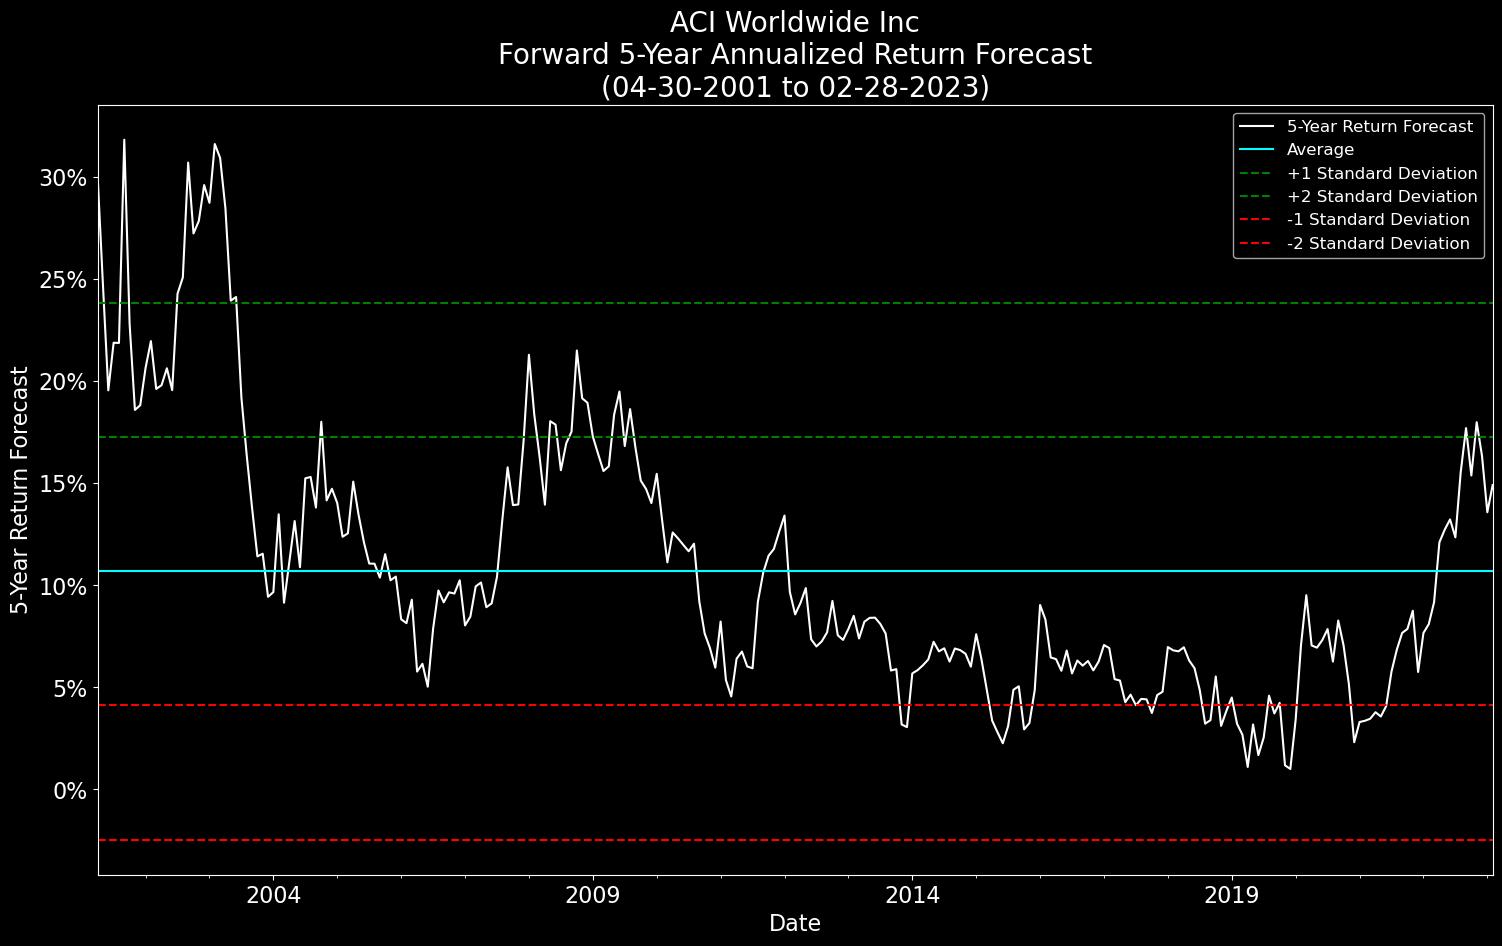 ACI Worldwide Inc
Forward 5-Year Annualized Return Forecast
(04-30-2001 to 02-28-2023)
5-Year Return Forecast
Average
+1 Standard Deviation
+2 Standard Deviation
-1 Standard Deviation
-2 Standard Deviation
5-Year Return Forecast
30%
25%
20%
15%
10%
5%
0%
2004
2009
2014
2019
Date